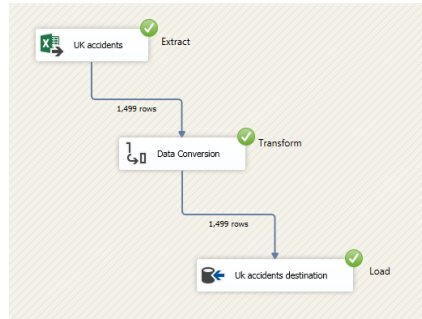 UK accidents
Extract
1,499 rows
Data Conversion
Transform
1,499 rows
Uk accidents destination
Load